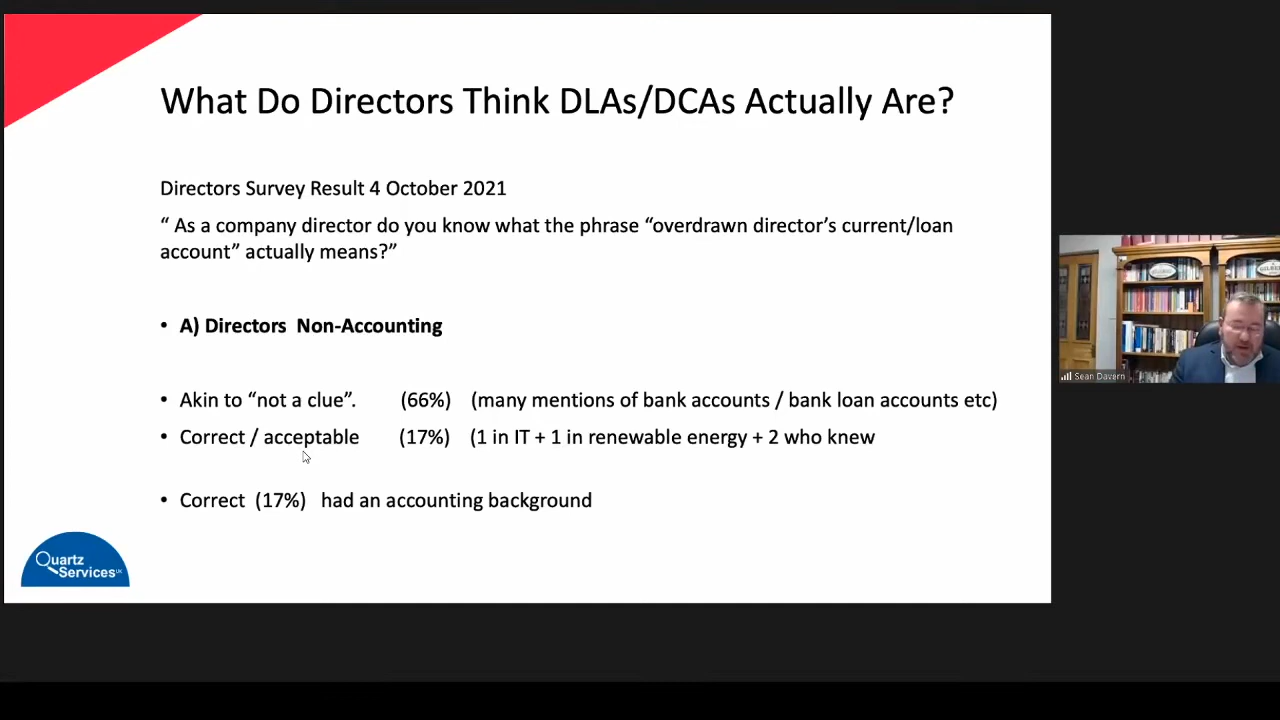 What Do Directors Think DLAs/DCAs Actually Are?
Directors Survey Result 4 October 2021
“ As a company director do you know what the phrase “overdrawn director’s current/loan
account” actually means?”
• A) Directors  Non-Accounting
• Akin to “not a clue”. (66%) (many mentions of bank accounts / bank loan accounts etc)
• Correct / acceptable (17%) (1 in IT + 1 in renewable energy + 2 who knew
• Correct (17%) had an accounting background
Quartz
Services UK
Sean Davern